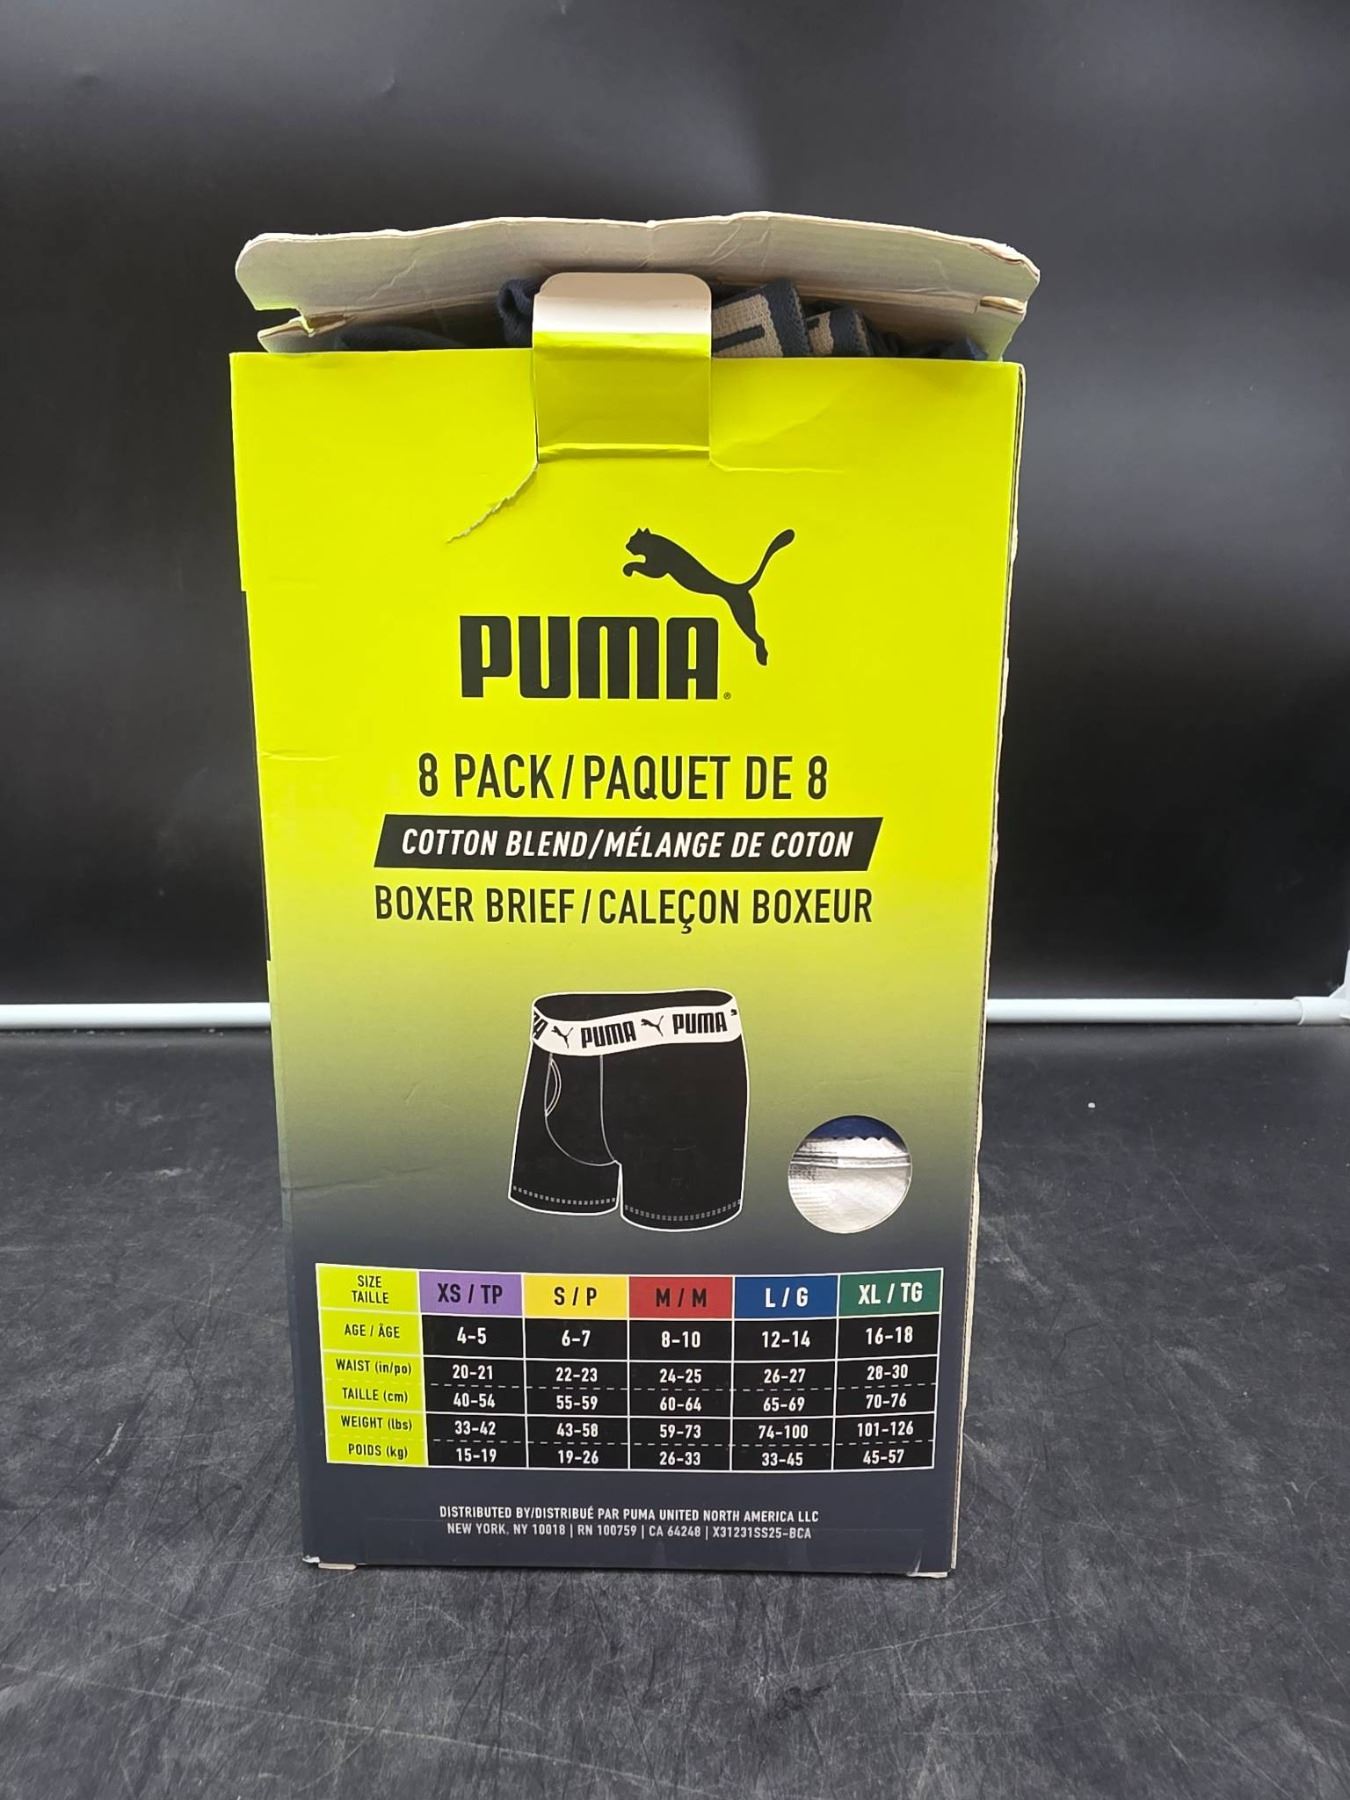 PUMA®
8 PACK/PAQUET DE 8
COTTON BLEND/MÉLANGE DE COTON
BOXER BRIEF/CALEÇON BOXEUR
PUMA PUMA
SIZE TAILLE XS / TP S / P M / M L / G XL / TG
AGE / ÂGE 4-5 6-7 8-10 12-14 16-18
WAIST (in/po) 20-21 22-23 24-25 26-27 28-30
TAILLE (cm) 40-54 55-59 60-64 65-69 70-76
WEIGHT (lbs) 33-42 43-58 59-73 74-100 101-126
POIDS (kg) 15-19 19-26 26-33 33-45 45-57
DISTRIBUTED BY/DISTRIBUÉ PAR PUMA UNITED NORTH AMERICA LLC
NEW YORK, NY 10018 | RN 100759 | CA 64248 | X31231SS25-BCA